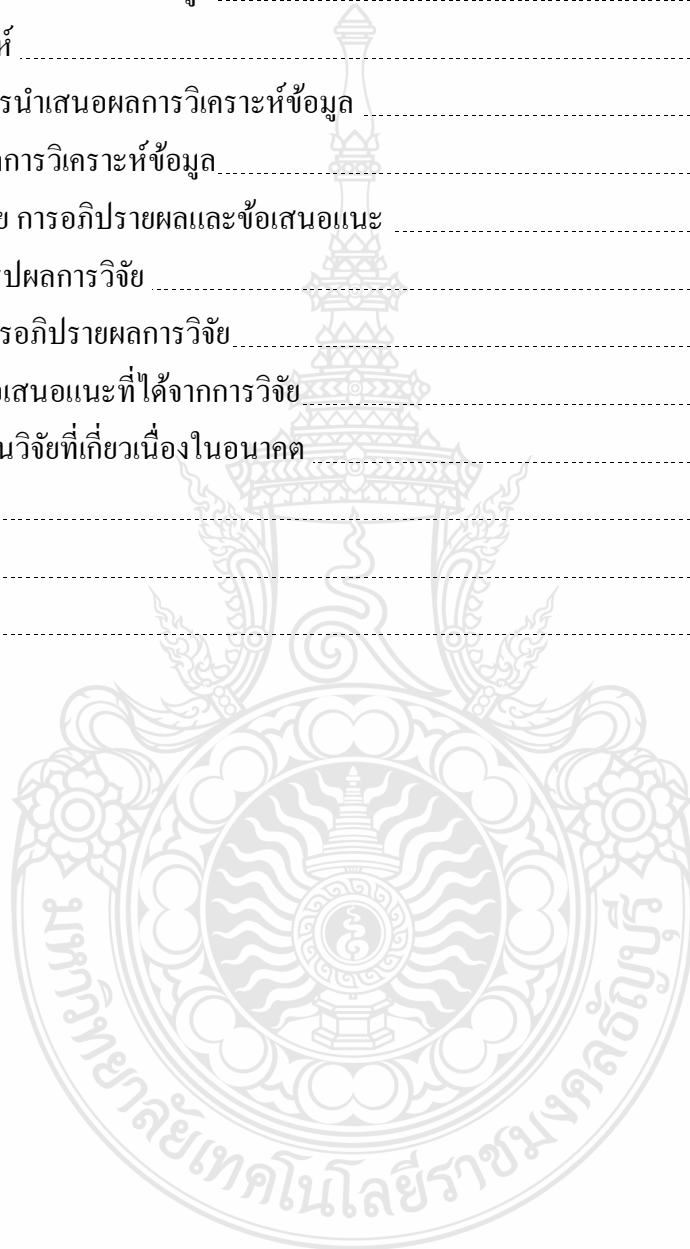 ห์
รนำเสนอผลการวิเคราะห์ข้อมูล
การวิเคราะห์ข้อมูล
ย การอภิปรายผลและข้อเสนอแนะ
รุปผลการวิจัย
รอภิปรายผลการวิจัย
อเสนอแนะที่ได้จากการวิจัย
นวิจัยที่เกี่ยวเนื่องในอนาคต
มหาวิทยาลัยเทคโนโลยีราชมงคลธัญบุรี